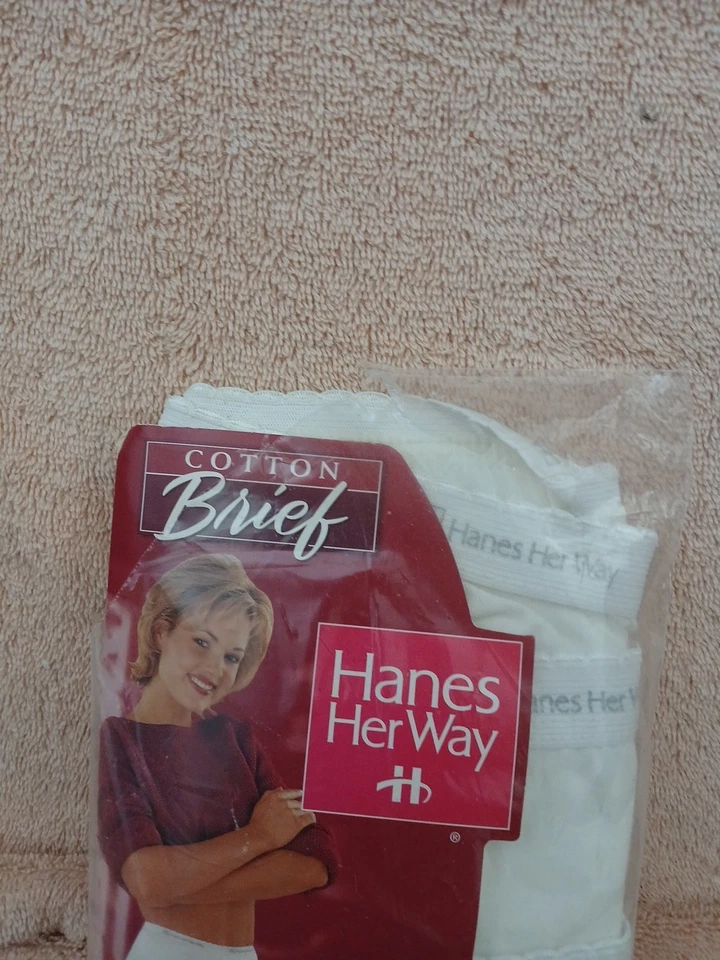 COTTON
Brief
Hanes Her Way
Hanes
Her Way
®
anes Her W